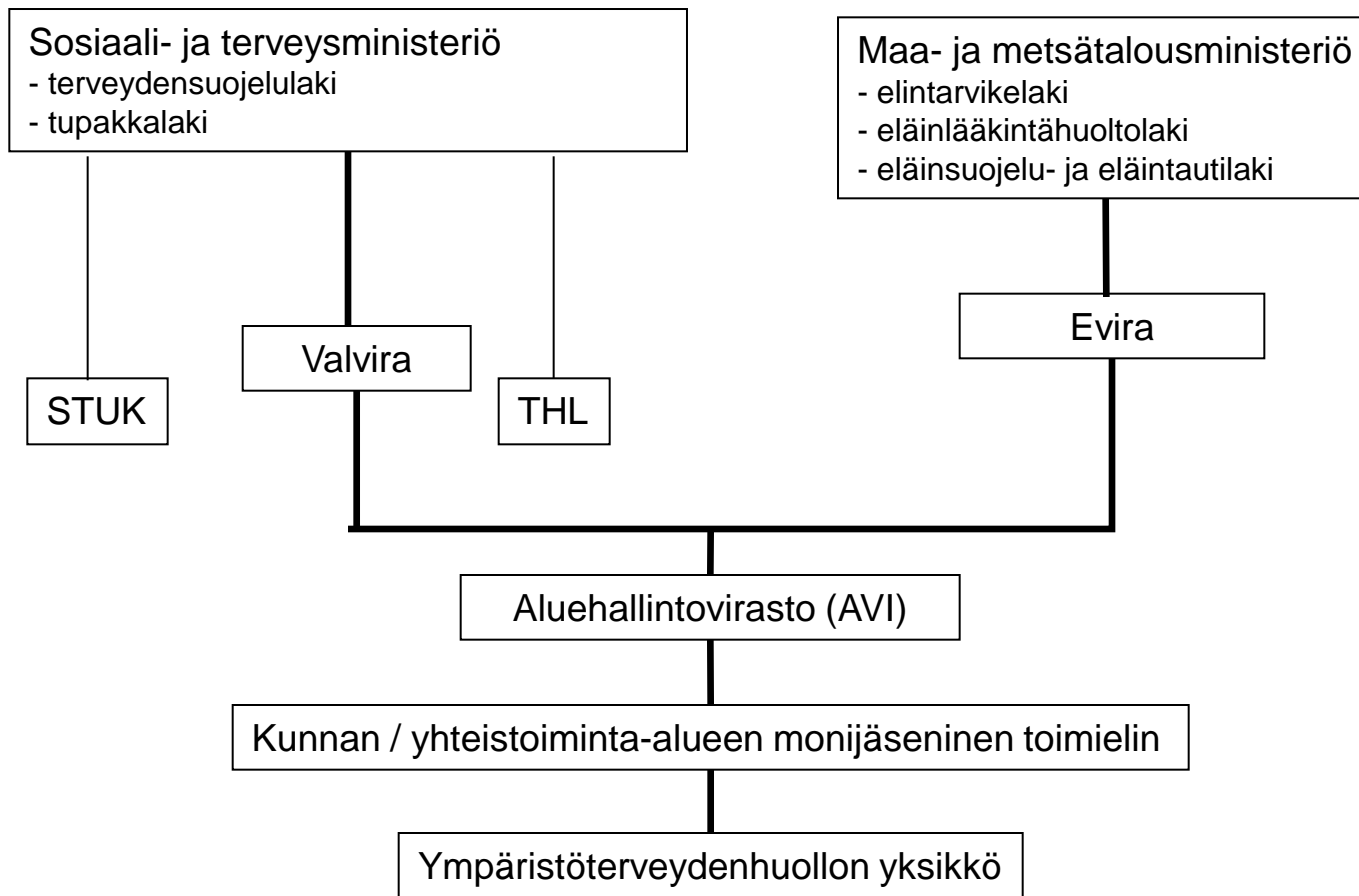 Sosiaali- ja terveysministeriö
- terveydensuojelulaki
- tupakkalaki
Maa- ja metsätalousministeriö
- elintarvikelaki
- eläinlääkintähuoltolaki
- eläinsuojelu- ja eläintautilaki
Evira
Valvira
STUK
THL
Aluehallintovirasto (AVI)
Kunnan / yhteistoiminta-alueen monijäseninen toimielin
Ympäristöterveydenhuollon yksikkö